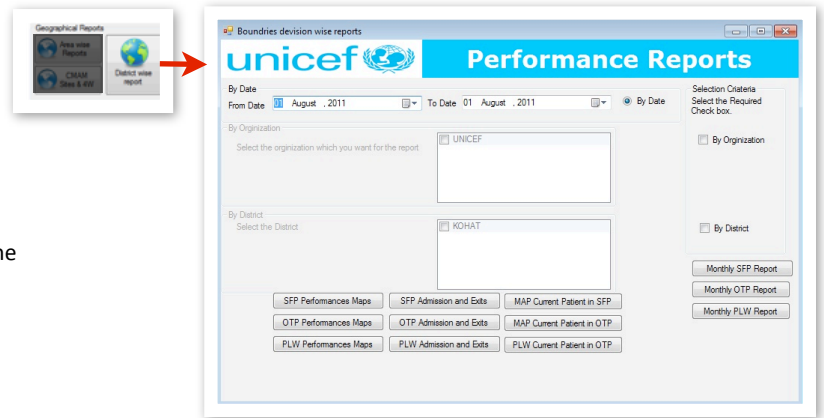 Geographical Reports
Area wise Reports
CMAM Sites & 4W
District wise report
ne
Boundries devision wise reports
unicef
Performance Reports
By Date
From Date 01 August , 2011
To Date 01 August , 2011
By Date
Selection Criateria
Select the Required
Check box.
By Orginization
Select the orginization which you want for the report
UNICEF
By Orginization
By District
Select the District
KOHAT
By District
Monthly SFP Report
Monthly OTP Report
Monthly PLW Report
SFP Performances Maps
SFP Admission and Exits
MAP Current Patient in SFP
OTP Performances Maps
OTP Admission and Exits
MAP Current Patient in OTP
PLW Performances Maps
PLW Admission and Exits
PLW Current Patient in OTP